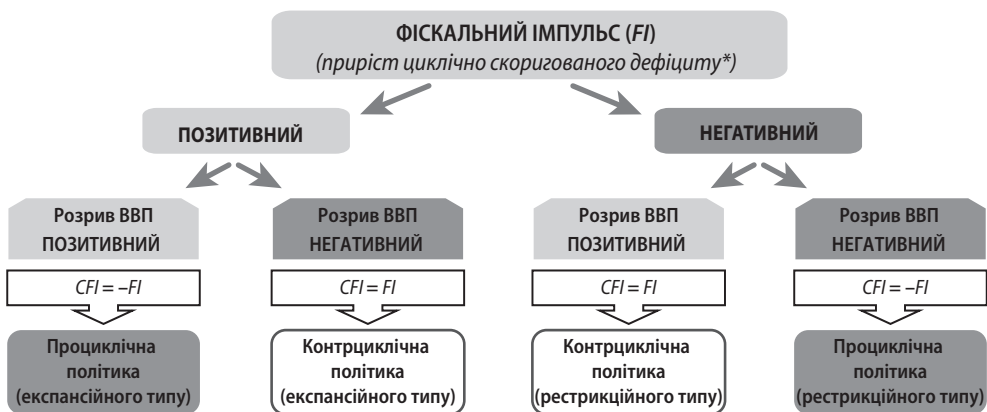 ФІСКАЛЬНИЙ ІМПУЛЬС (FI)
(приріст циклічно скоригованого дефіциту*)
ПОЗИТИВНИЙ
НЕГАТИВНИЙ
Розрив ВВП
ПОЗИТИВНИЙ
Розрив ВВП
НЕГАТИВНИЙ
Розрив ВВП
ПОЗИТИВНИЙ
Розрив ВВП
НЕГАТИВНИЙ
CFI = –FI
CFI = FI
CFI = FI
CFI = –FI
Проциклічна
політика
(експансійного типу)
Контрциклічна
політика
(експансійного типу)
Контрциклічна
політика
(рестрикційного типу)
Проциклічна
політика
(рестрикційного типу)